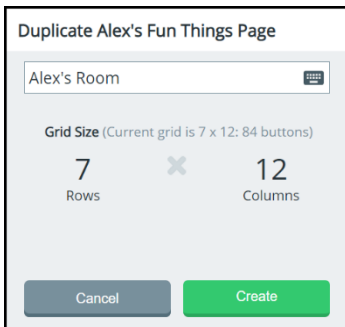 Duplicate Alex's Fun Things Page
Alex's Room
Grid Size (Current grid is 7 x 12: 84 buttons)
7 × 12
Rows Columns
Cancel Create